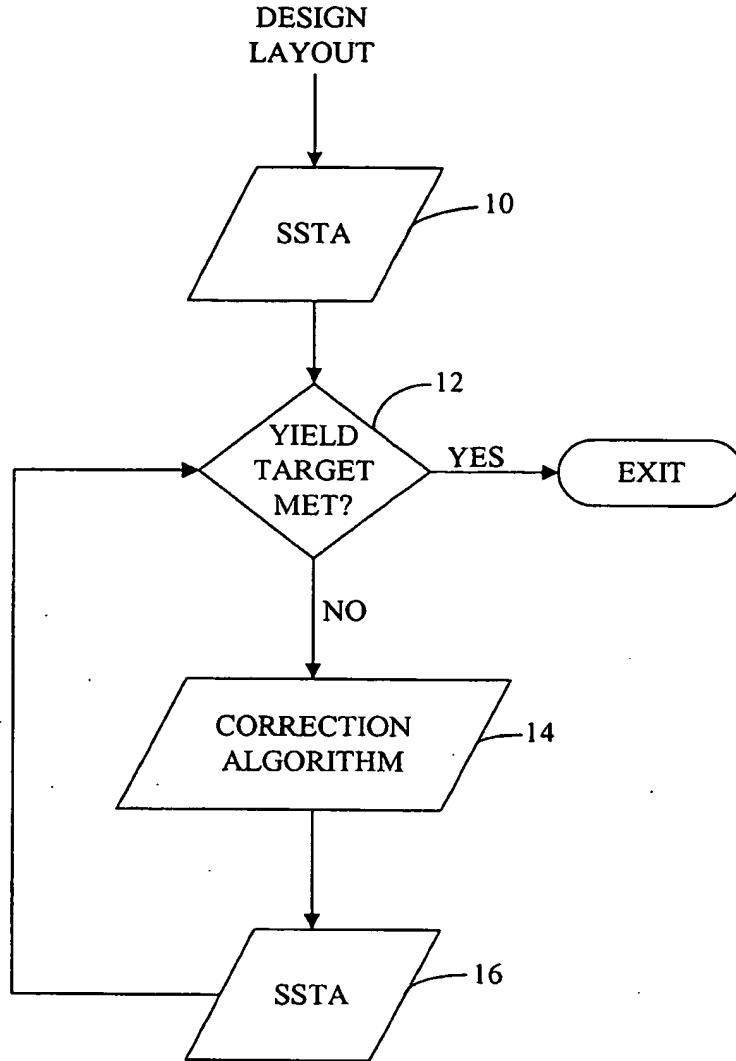 DESIGN
LAYOUT
SSTA
10
12
YIELD
TARGET
MET?
YES
EXIT
NO
CORRECTION
ALGORITHM
14
SSTA
16